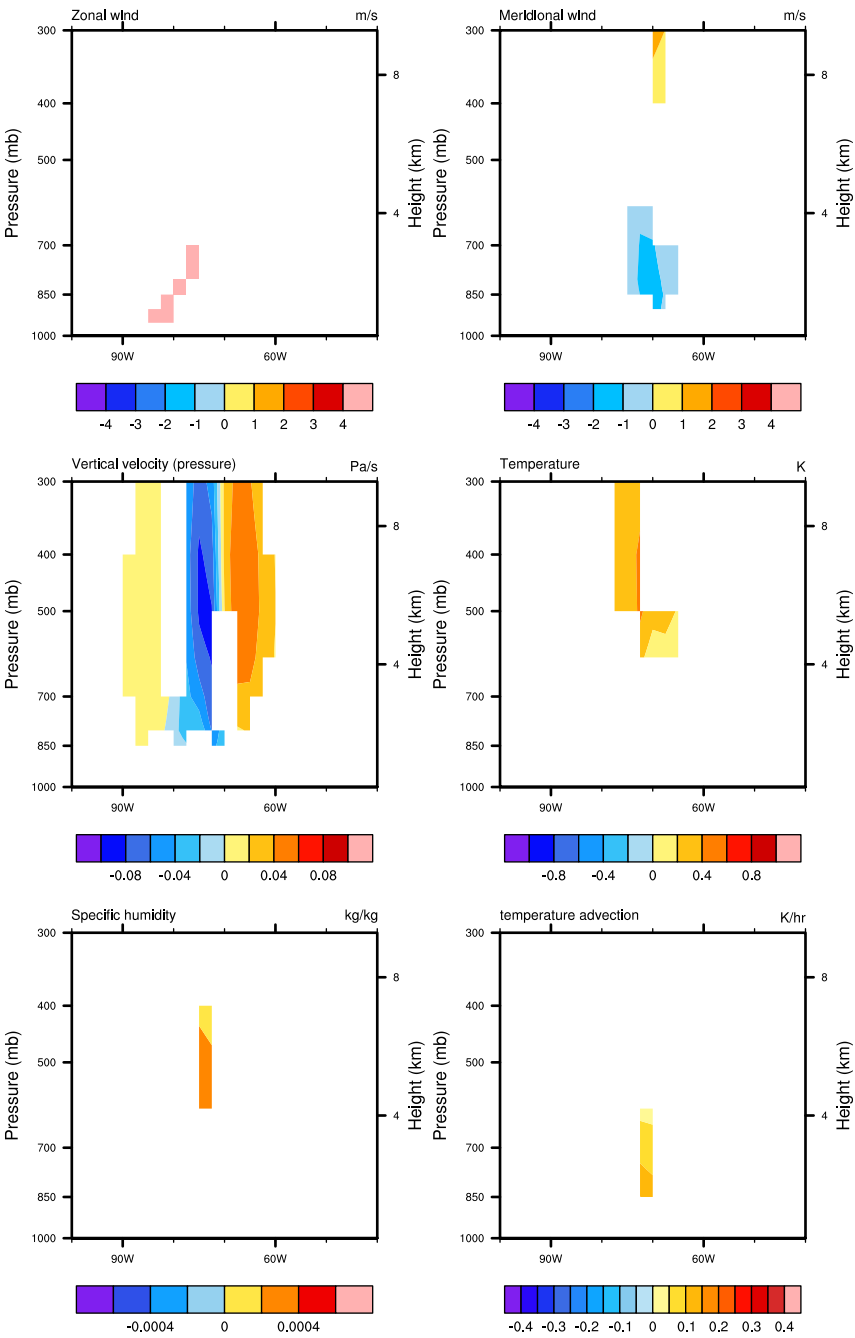 Zonal wind m/s
Pressure (mb)
300
400
500
700
850
1000
8
4
Height (km)
90W 60W
-4 -3 -2 -1 0 1 2 3 4
Meridional wind m/s
Pressure (mb)
300
400
500
700
850
1000
8
4
Height (km)
90W 60W
-4 -3 -2 -1 0 1 2 3 4
Vertical velocity (pressure) Pa/s
Pressure (mb)
300
400
500
700
850
1000
8
4
Height (km)
90W 60W
-0.08 -0.04 0 0.04 0.08
Temperature K
Pressure (mb)
300
400
500
700
850
1000
8
4
Height (km)
90W 60W
-0.8 -0.4 0 0.4 0.8
Specific humidity kg/kg
Pressure (mb)
300
400
500
700
850
1000
8
4
Height (km)
90W 60W
-0.0004 0 0.0004
temperature advection K/hr
Pressure (mb)
300
400
500
700
850
1000
8
4
Height (km)
90W 60W
-0.4 -0.3 -0.2 -0.1 0 0.1 0.2 0.3 0.4